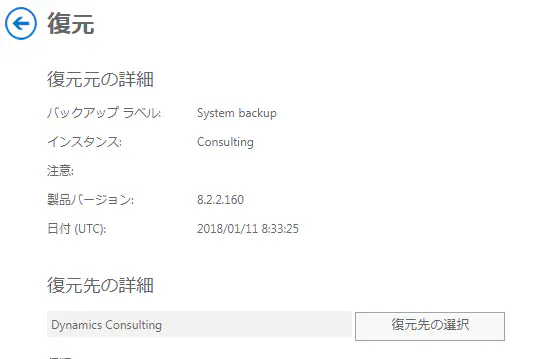 復元
復元元の詳細
バックアップ ラベル: System backup
インスタンス: Consulting
注意:
製品バージョン: 8.2.2.160
日付 (UTC): 2018/01/11 8:33:25
復元先の詳細
Dynamics Consulting 復元先の選択